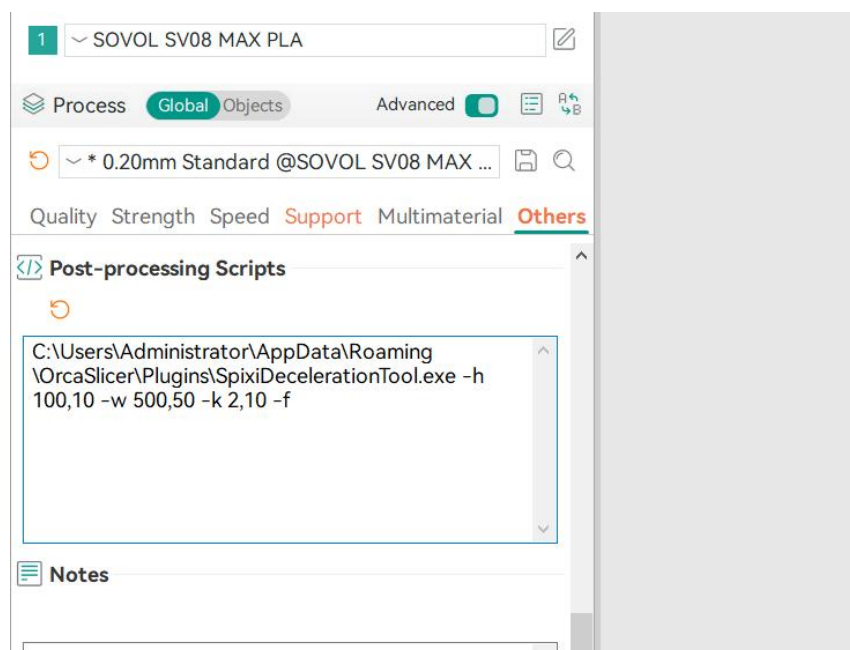 1 SOVOL SV08 MAX PLA
Process Global Objects Advanced
* 0.20mm Standard @SOVOL SV08 MAX ...
Quality Strength Speed Support Multimaterial Others
Post-processing Scripts
C:\Users\Administrator\AppData\Roaming
\OrcaSlicer\Plugins\SpixiDecelerationTool.exe -h
100,10 -w 500,50 -k 2,10 -f
Notes